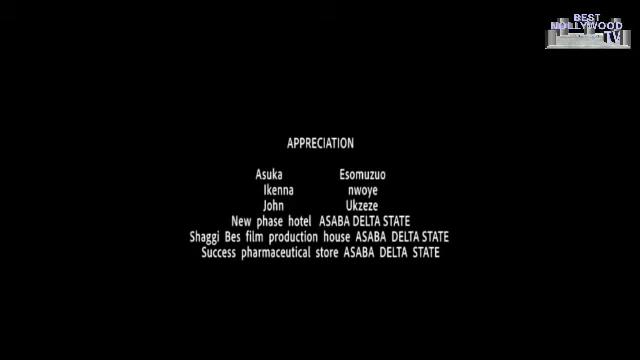 BEST
NOLLYWOOD
TV
APPRECIATION
Asuka Esomuzuo
Ikenna nwoye
John Ukzeze
New phase hotel ASABA DELTA STATE
Shaggi Bes film production house ASABA DELTA STATE
Success pharmaceutical store ASABA DELTA STATE